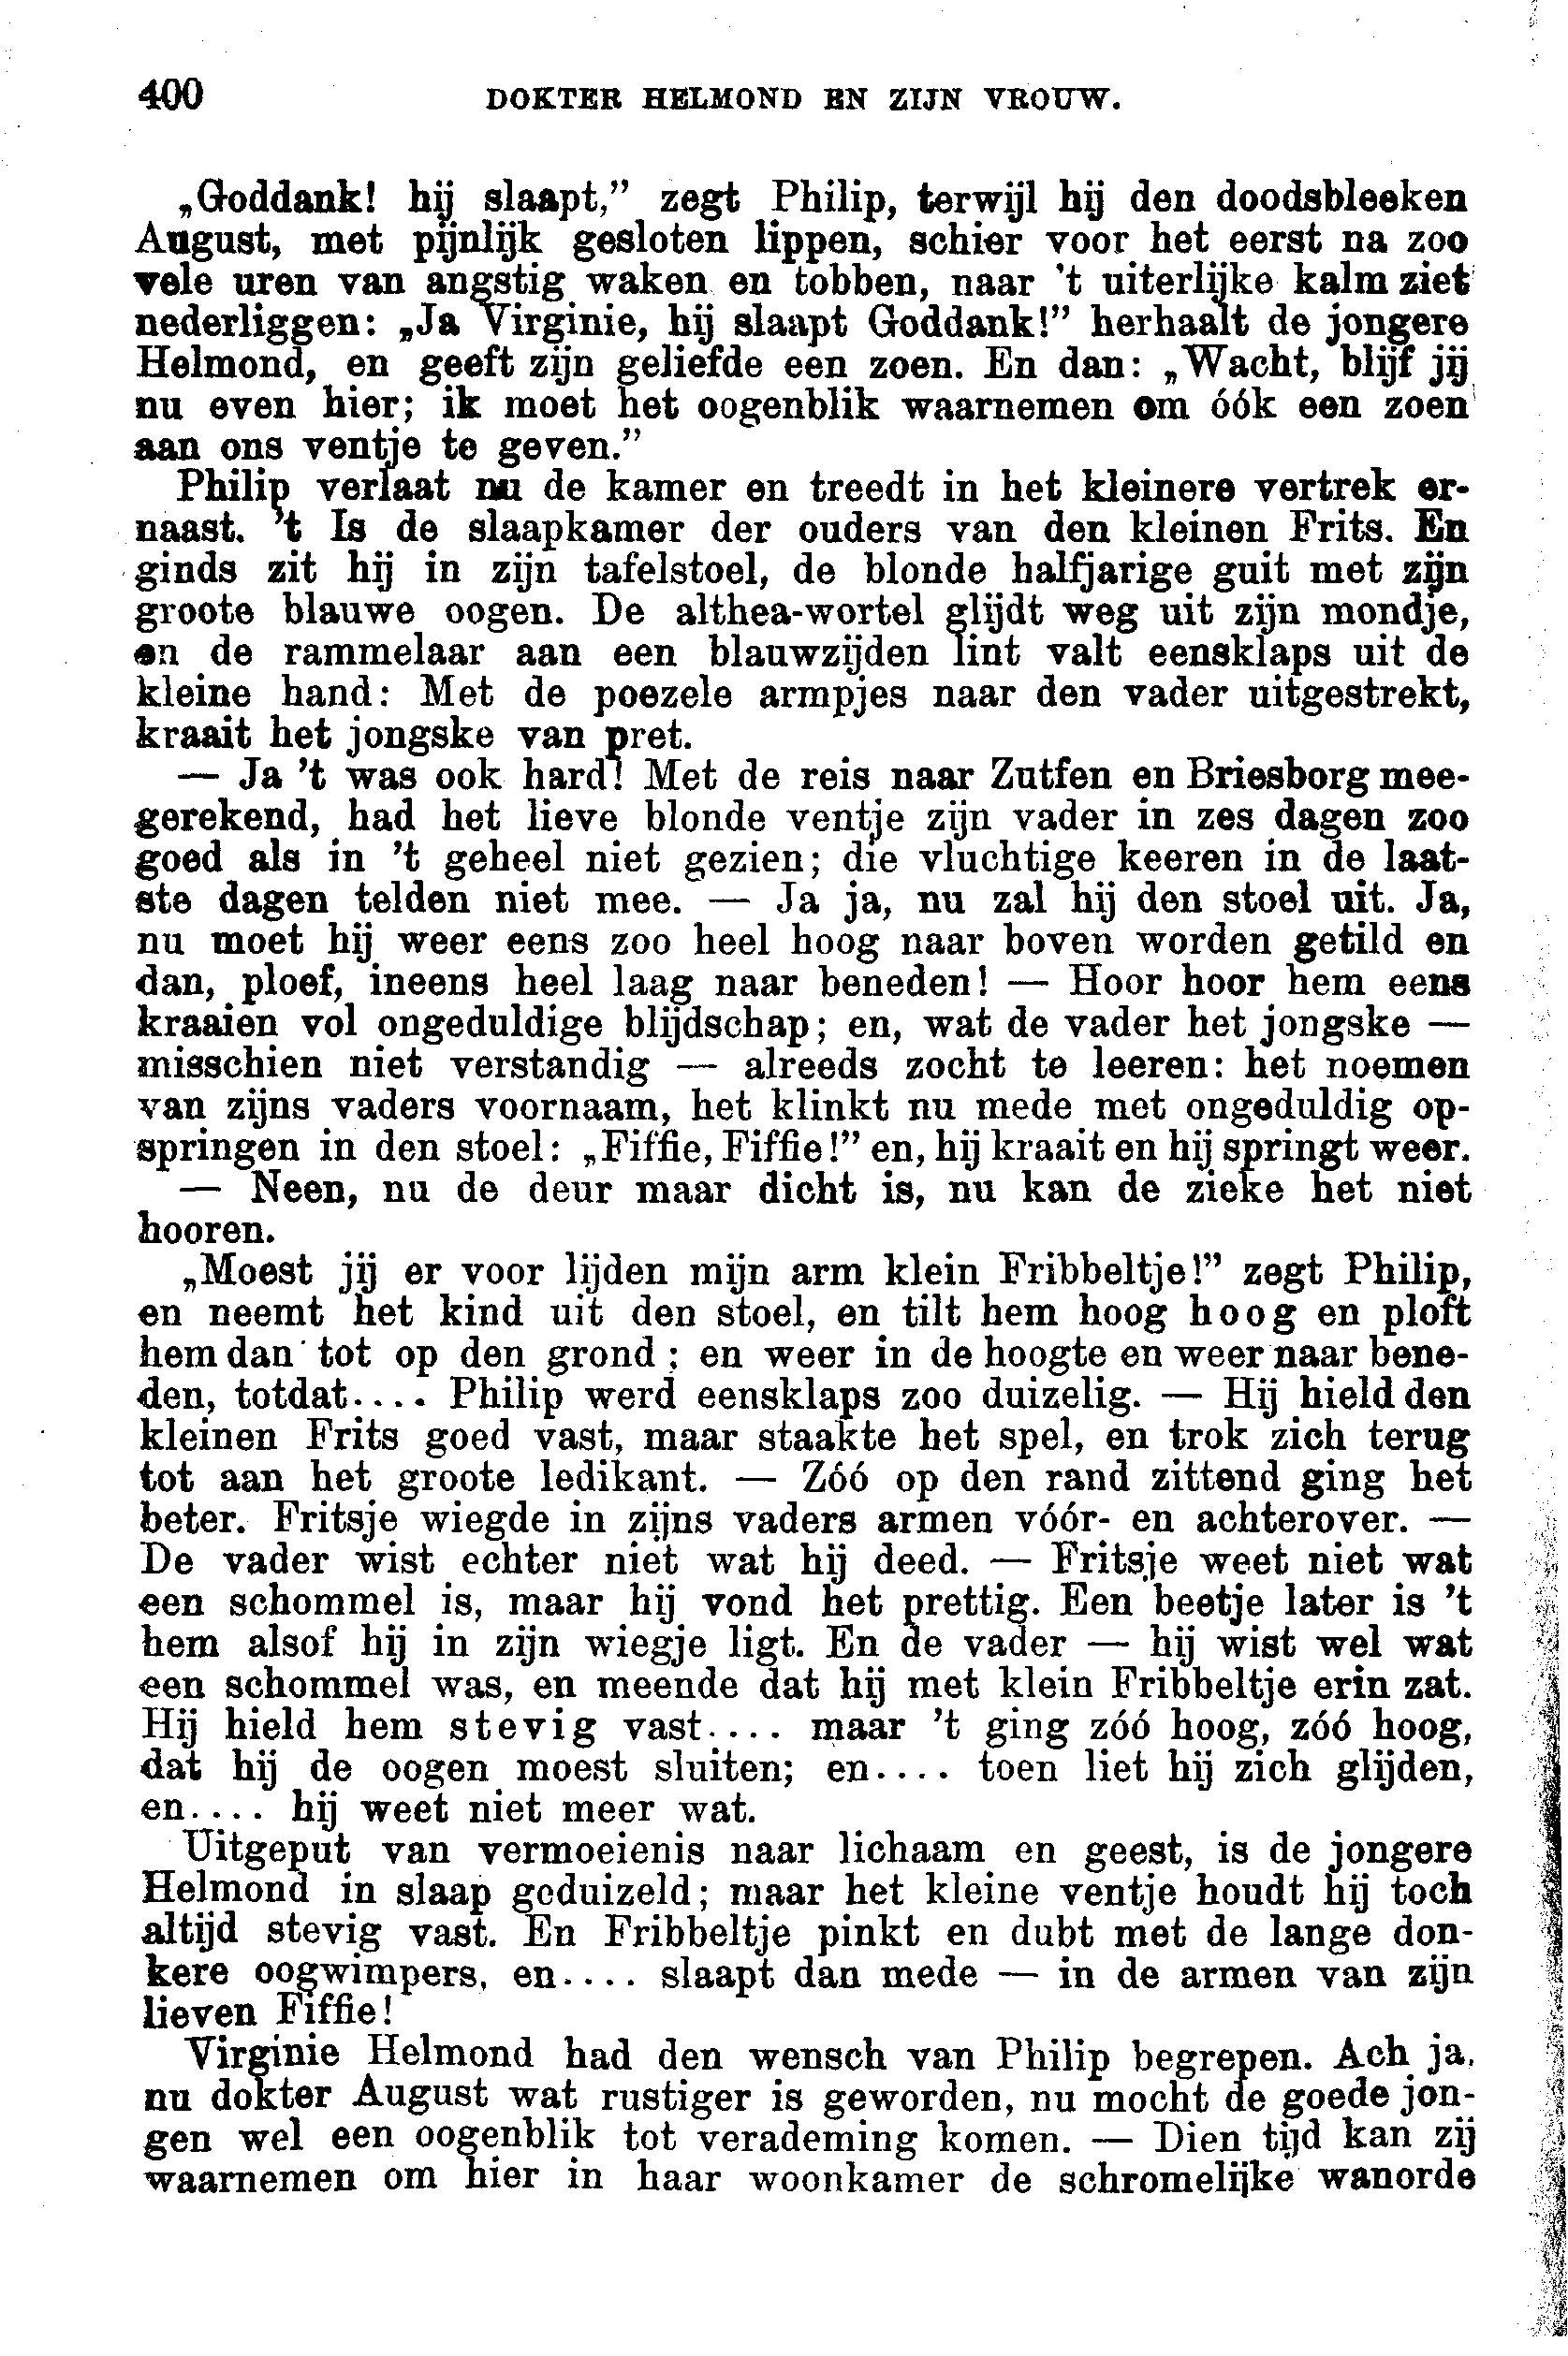 400 DOKTER HELMOND EN ZIJN VROUW.
„Goddank! hij slaapt,” zegt Philip, terwijl hij den doodsbleeken
August, met pijnlijk gesloten lippen, schier voor het eerst na zoo
vele uren van angstig waken en tobben, naar 't uiterlijke kalm ziet
nederliggen: „Ja Virginie, hij slaapt Goddank!” herhaalt de jongere
Helmond, en geeft zijn geliefde een zoen. En dan: „Wacht, blijf jij
nu even hier; ik moet het oogenblik waarnemen om óók een zoen
aan ons ventje te geven.”
Philip verlaat nu de kamer en treedt in het kleinere vertrek er-
naast. 't Is de slaapkamer der ouders van den kleinen Frits. En
ginds zit hij in zijn tafelstoel, de blonde halfjarige guit met zijn
groote blauwe oogen. De althea-wortel glijdt weg uit zijn mondje,
en de rammelaar aan een blauwzijden lint valt eensklaps uit de
kleine hand: Met de poezele armpjes naar den vader uitgestrekt,
kraait het jongske van pret.
— Ja 't was ook hard! Met de reis naar Zutfen en Briesborg mee-
gerekend, had het lieve blonde ventje zijn vader in zes dagen zoo
goed als in 't geheel niet gezien; die vluchtige keeren in de laat-
ste dagen telden niet mee. — Ja ja, nu zal hij den stoel uit. Ja,
nu moet hij weer eens zoo heel hoog naar boven worden getild en
dan, ploef, ineens heel laag naar beneden! — Hoor hoor hem eens
kraaien vol ongeduldige blijdschap; en, wat de vader het jongske —
misschien niet verstandig — alreeds zocht te leeren: het noemen
van zijns vaders voornaam, het klinkt nu mede met ongeduldig op-
springen in den stoel: „Fiffie, Fiffie!” en, hij kraait en hij springt weer.
— Neen, nu de deur maar dicht is, nu kan de zieke het niet
hooren.
„Moest jij er voor lijden mijn arm klein Fribbeltje!” zegt Philip,
en neemt het kind uit den stoel, en tilt hem hoog hoog en ploft
hem dan tot op den grond; en weer in de hoogte en weer naar bene-
den, totdat.... Philip werd eensklaps zoo duizelig. — Hij hield den
kleinen Frits goed vast, maar staakte het spel, en trok zich terug
tot aan het groote ledikant. — Zóó op den rand zittend ging het
beter. Fritsje wiegde in zijns vaders armen vóór- en achterover. —
De vader wist echter niet wat hij deed. — Fritsje weet niet wat
een schommel is, maar hij vond het prettig. Een beetje later is 't
hem alsof hij in zijn wiegje ligt. En de vader — hij wist wel wat
een schommel was, en meende dat hij met klein Fribbeltje erin zat.
Hij hield hem stevig vast.... maar 't ging zóó hoog, zóó hoog,
dat hij de oogen moest sluiten; en.... toen liet hij zich glijden,
en.... hij weet niet meer wat.
Uitgeput van vermoeienis naar lichaam en geest, is de jongere
Helmond in slaap geduizeld; maar het kleine ventje houdt hij toch
altijd stevig vast. En Fribbeltje pinkt en dubt met de lange don-
kere oogwimpers, en.... slaapt dan mede — in de armen van zijn
lieven Fiffie!
Virginie Helmond had den wensch van Philip begrepen. Ach ja,
nu dokter August wat rustiger is geworden, nu mocht de goede jon-
gen wel een oogenblik tot verademing komen. — Dien tijd kan zij
waarnemen om hier in haar woonkamer de schromelijke wanorde